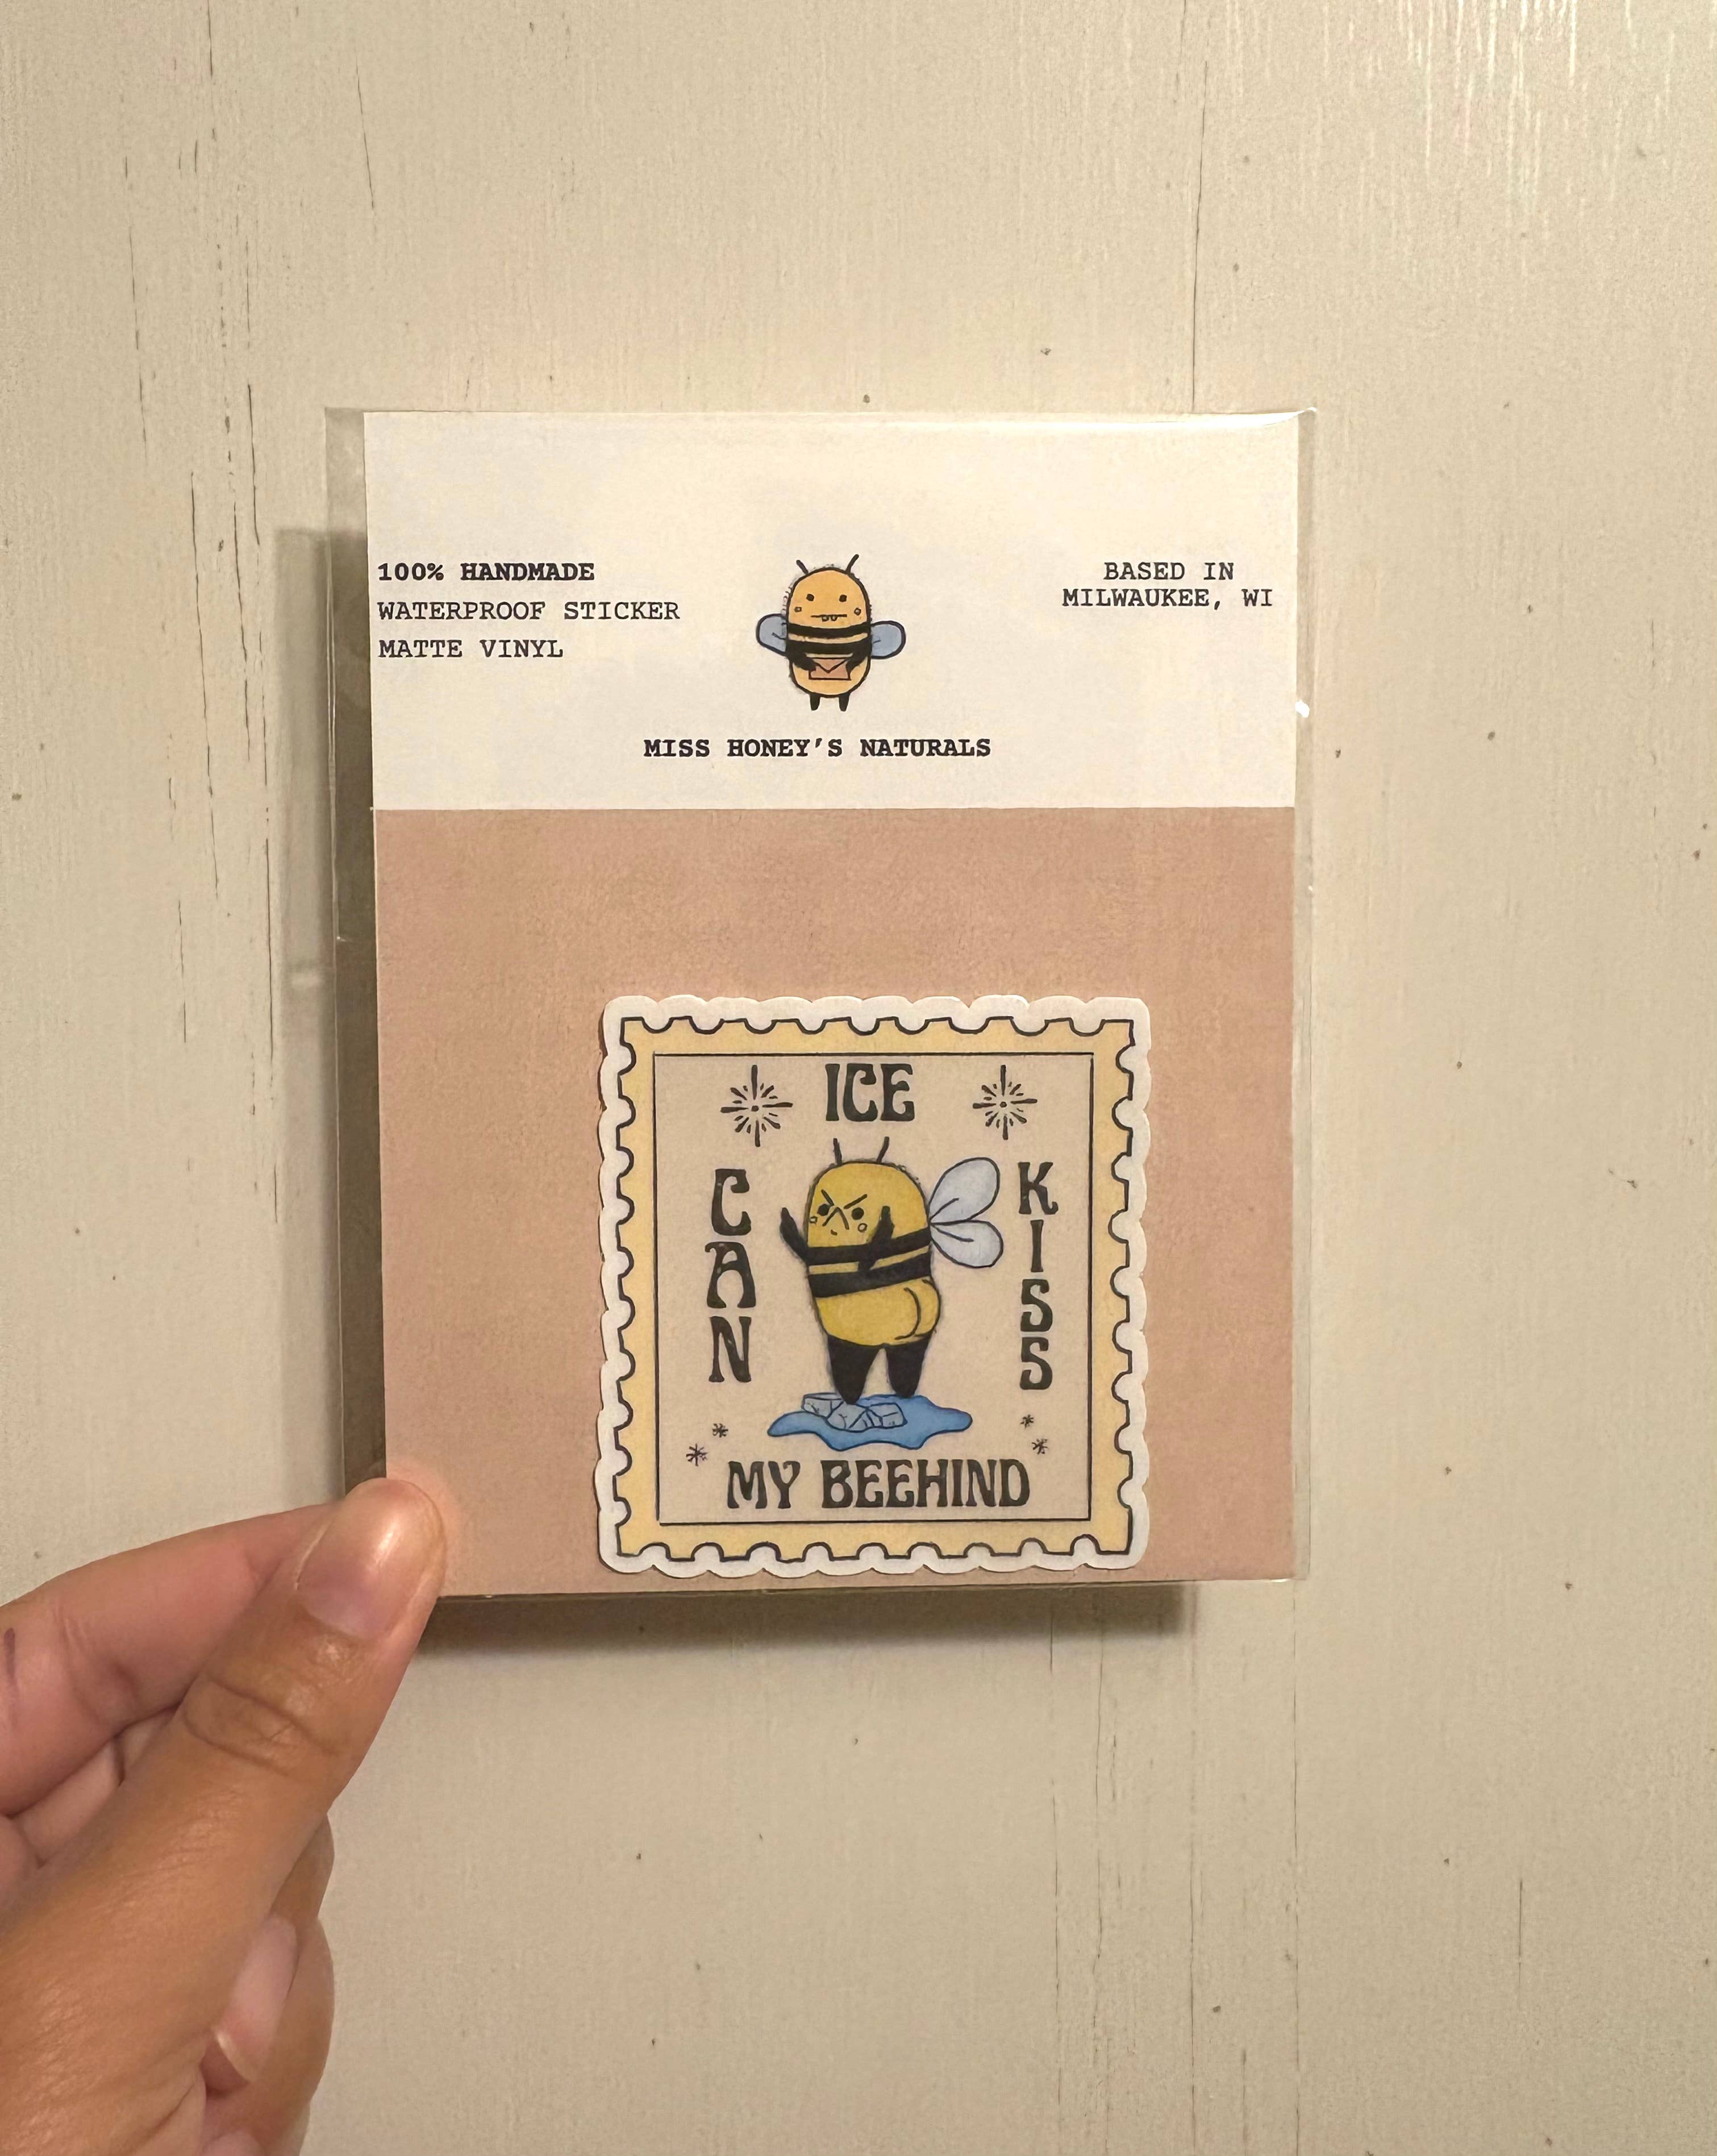 100% HANDMADE
WATERPROOF STICKER
MATTE VINYL
BASED IN
MILWAUKEE, WI
MISS HONEY'S NATURALS
ICE
CAN
KISS
MY BEEHIND